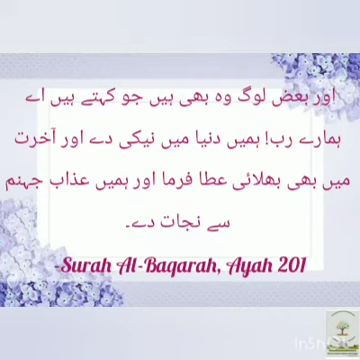 اور بعض لوگ وہ بھی ہیں جو کہتے ہیں اے
ہمارے رب! ہمیں دنیا میں نیکی دے اور آخرت
میں بھی بھلائی عطا فرما اور ہمیں عذاب جہنم
سے نجات دے۔
-Surah Al-Baqarah, Ayah 201